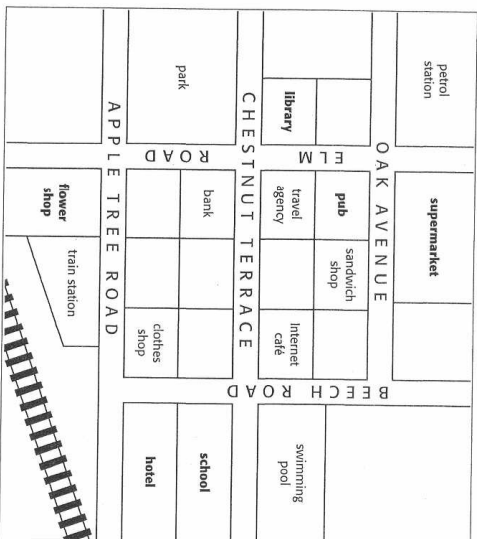 petrol
station
supermarket
OAK AVENUE
pub
sandwich
shop
library
travel
agency
Internet
café
swimming
pool
ELM ROAD
BEECH ROAD
CHESTNUT TERRACE
park
bank
school
clothes
shop
hotel
APPLE TREE ROAD
flower
shop
train station